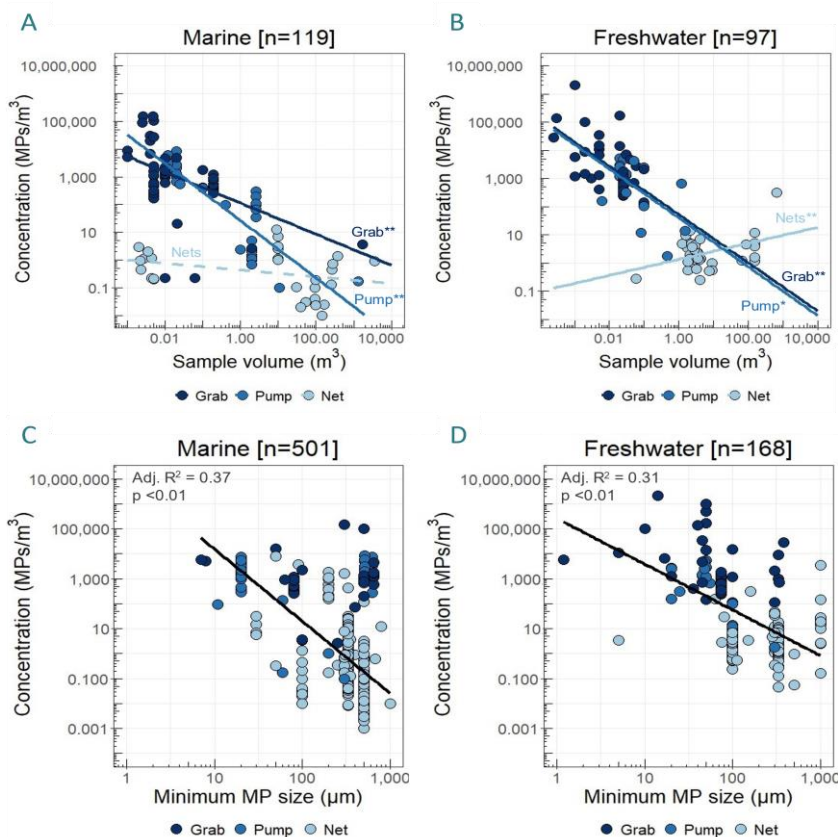 A
Marine [n=119]
10,000,000
100,000
1,000
10
0.1
Concentration (MPs/m³)
Grab**
Nets
Pump**
0.01
1.00
100.00
10,000
Sample volume (m³)
Grab Pump Net
B
Freshwater [n=97]
10,000,000
100,000
1,000
10
0.1
Concentration (MPs/m³)
Nets**
Grab**
Pump*
0.01
1.00
100.00
10,000
Sample volume (m³)
Grab Pump Net
C
Marine [n=501]
Adj. R² = 0.37
p <0.01
10,000,000
100,000
1,000
10
0.100
0.001
Concentration (MPs/m³)
1
10
100
1,000
Minimum MP size (µm)
Grab Pump Net
D
Freshwater [n=168]
Adj. R² = 0.31
p <0.01
10,000,000
100,000
1,000
10
0.100
0.001
Concentration (MPs/m³)
1
10
100
1,000
Minimum MP size (µm)
Grab Pump Net